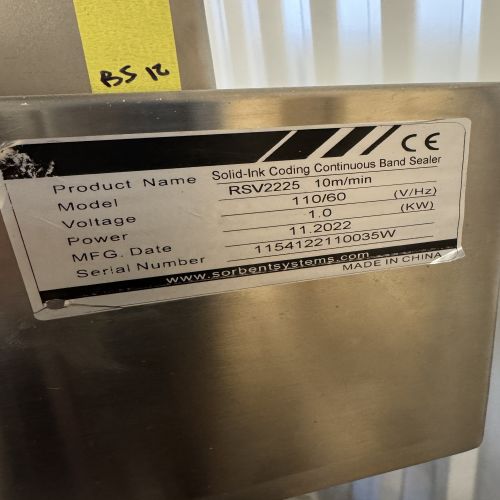 BS 12
CE
Product Name Solid-Ink Coding Continuous Band Sealer
Model RSV2225 10m/min
Voltage 110/60 (V/Hz)
Power 1.0 (KW)
MFG. Date 11.2022
Serial Number 1154122110035W
www.sorbentsystems.com
MADE IN CHINA